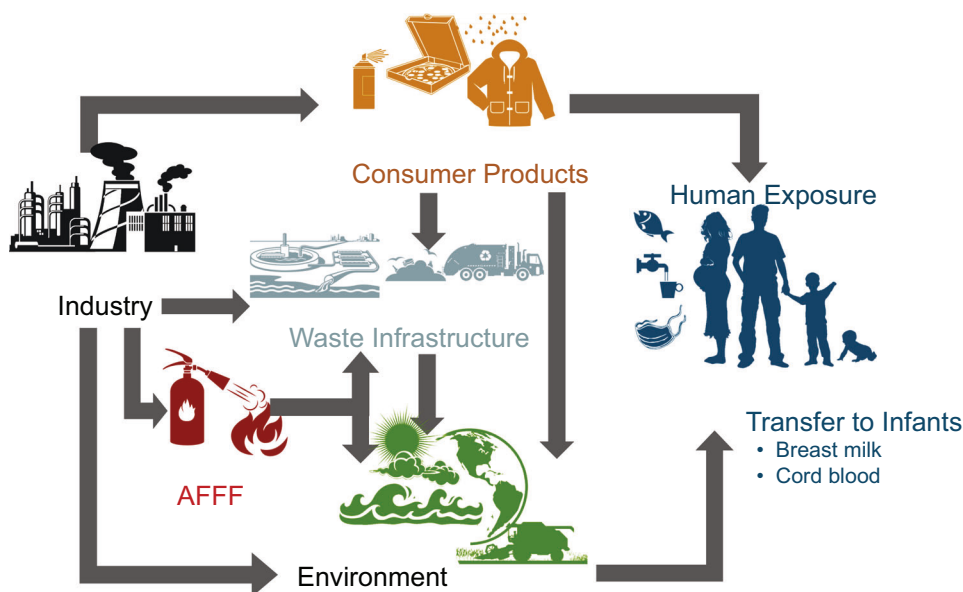 Consumer Products
Human Exposure
Industry
Waste Infrastructure
Transfer to Infants
• Breast milk
• Cord blood
AFFF
Environment